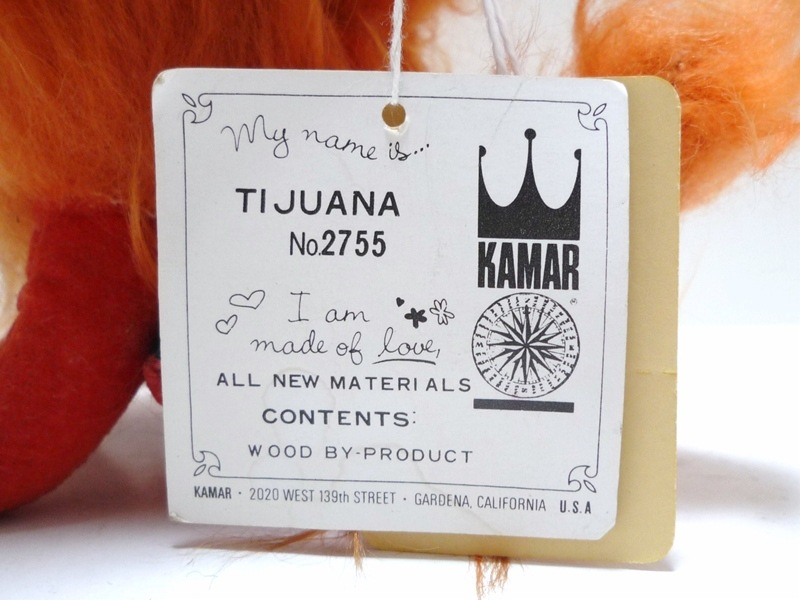 My name is...
TIJUANA
No. 2755
KAMAR
®
I am
made of love,
ALL NEW MATERIALS
CONTENTS:
WOOD BY-PRODUCT
KAMAR · 2020 WEST 139th STREET · GARDENA, CALIFORNIA U.S.A